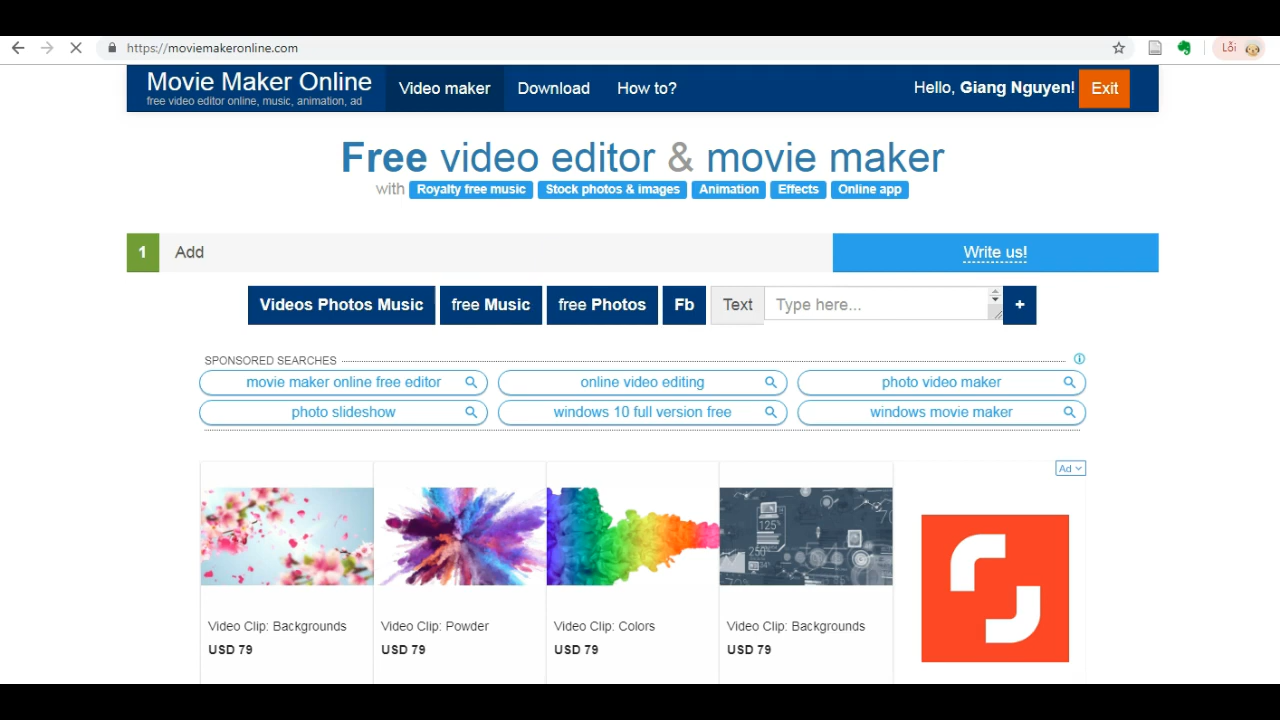 https://moviemakeronline.com
Lỗi
Movie Maker Online
free video editor online, music, animation, ad
Video maker
Download
How to?
Hello, Giang Nguyen!
Exit
Free video editor & movie maker
with Royalty free music Stock photos & images Animation Effects Online app
1
Add
Write us!
Videos Photos Music
free Music
free Photos
Fb
Text
Type here...
+
SPONSORED SEARCHES
movie maker online free editor
online video editing
photo video maker
photo slideshow
windows 10 full version free
windows movie maker
Ad
125%
250%
75%
Video Clip: Backgrounds
USD 79
Video Clip: Powder
USD 79
Video Clip: Colors
USD 79
Video Clip: Backgrounds
USD 79